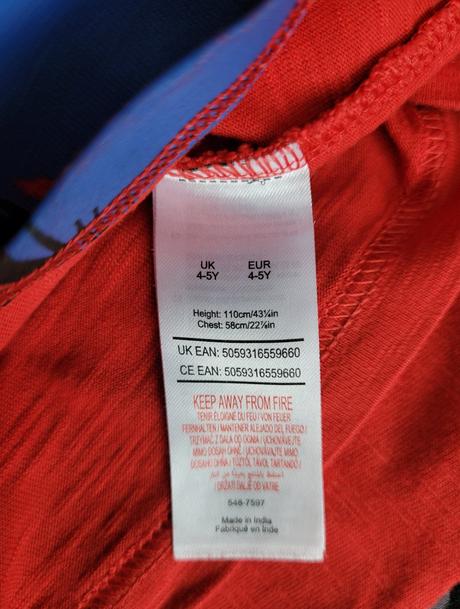 UK EUR
4-5Y 4-5Y
Height: 110cm/43¼in
Chest: 58cm/22⅞in
UK EAN: 5059316559660
CE EAN: 5059316559660
KEEP AWAY FROM FIRE
TENIR ÉLOIGNÉ DU FEU / VON FEUER
FERNHALTEN / MANTENER ALEJADO DEL FUEGO /
TRZYMAĆ Z DALA OD OGNIA / UCHOVÁVEJTE
MIMO DOSAH OHNĚ / UCHOVÁVAJTE MIMO
DOSAHU OHŇA / TŰZTŐL TÁVOL TARTANDÓ /
/ DRŽATI DALJE OD VATRE
548-7597
Made in India
Fabriqué en Inde